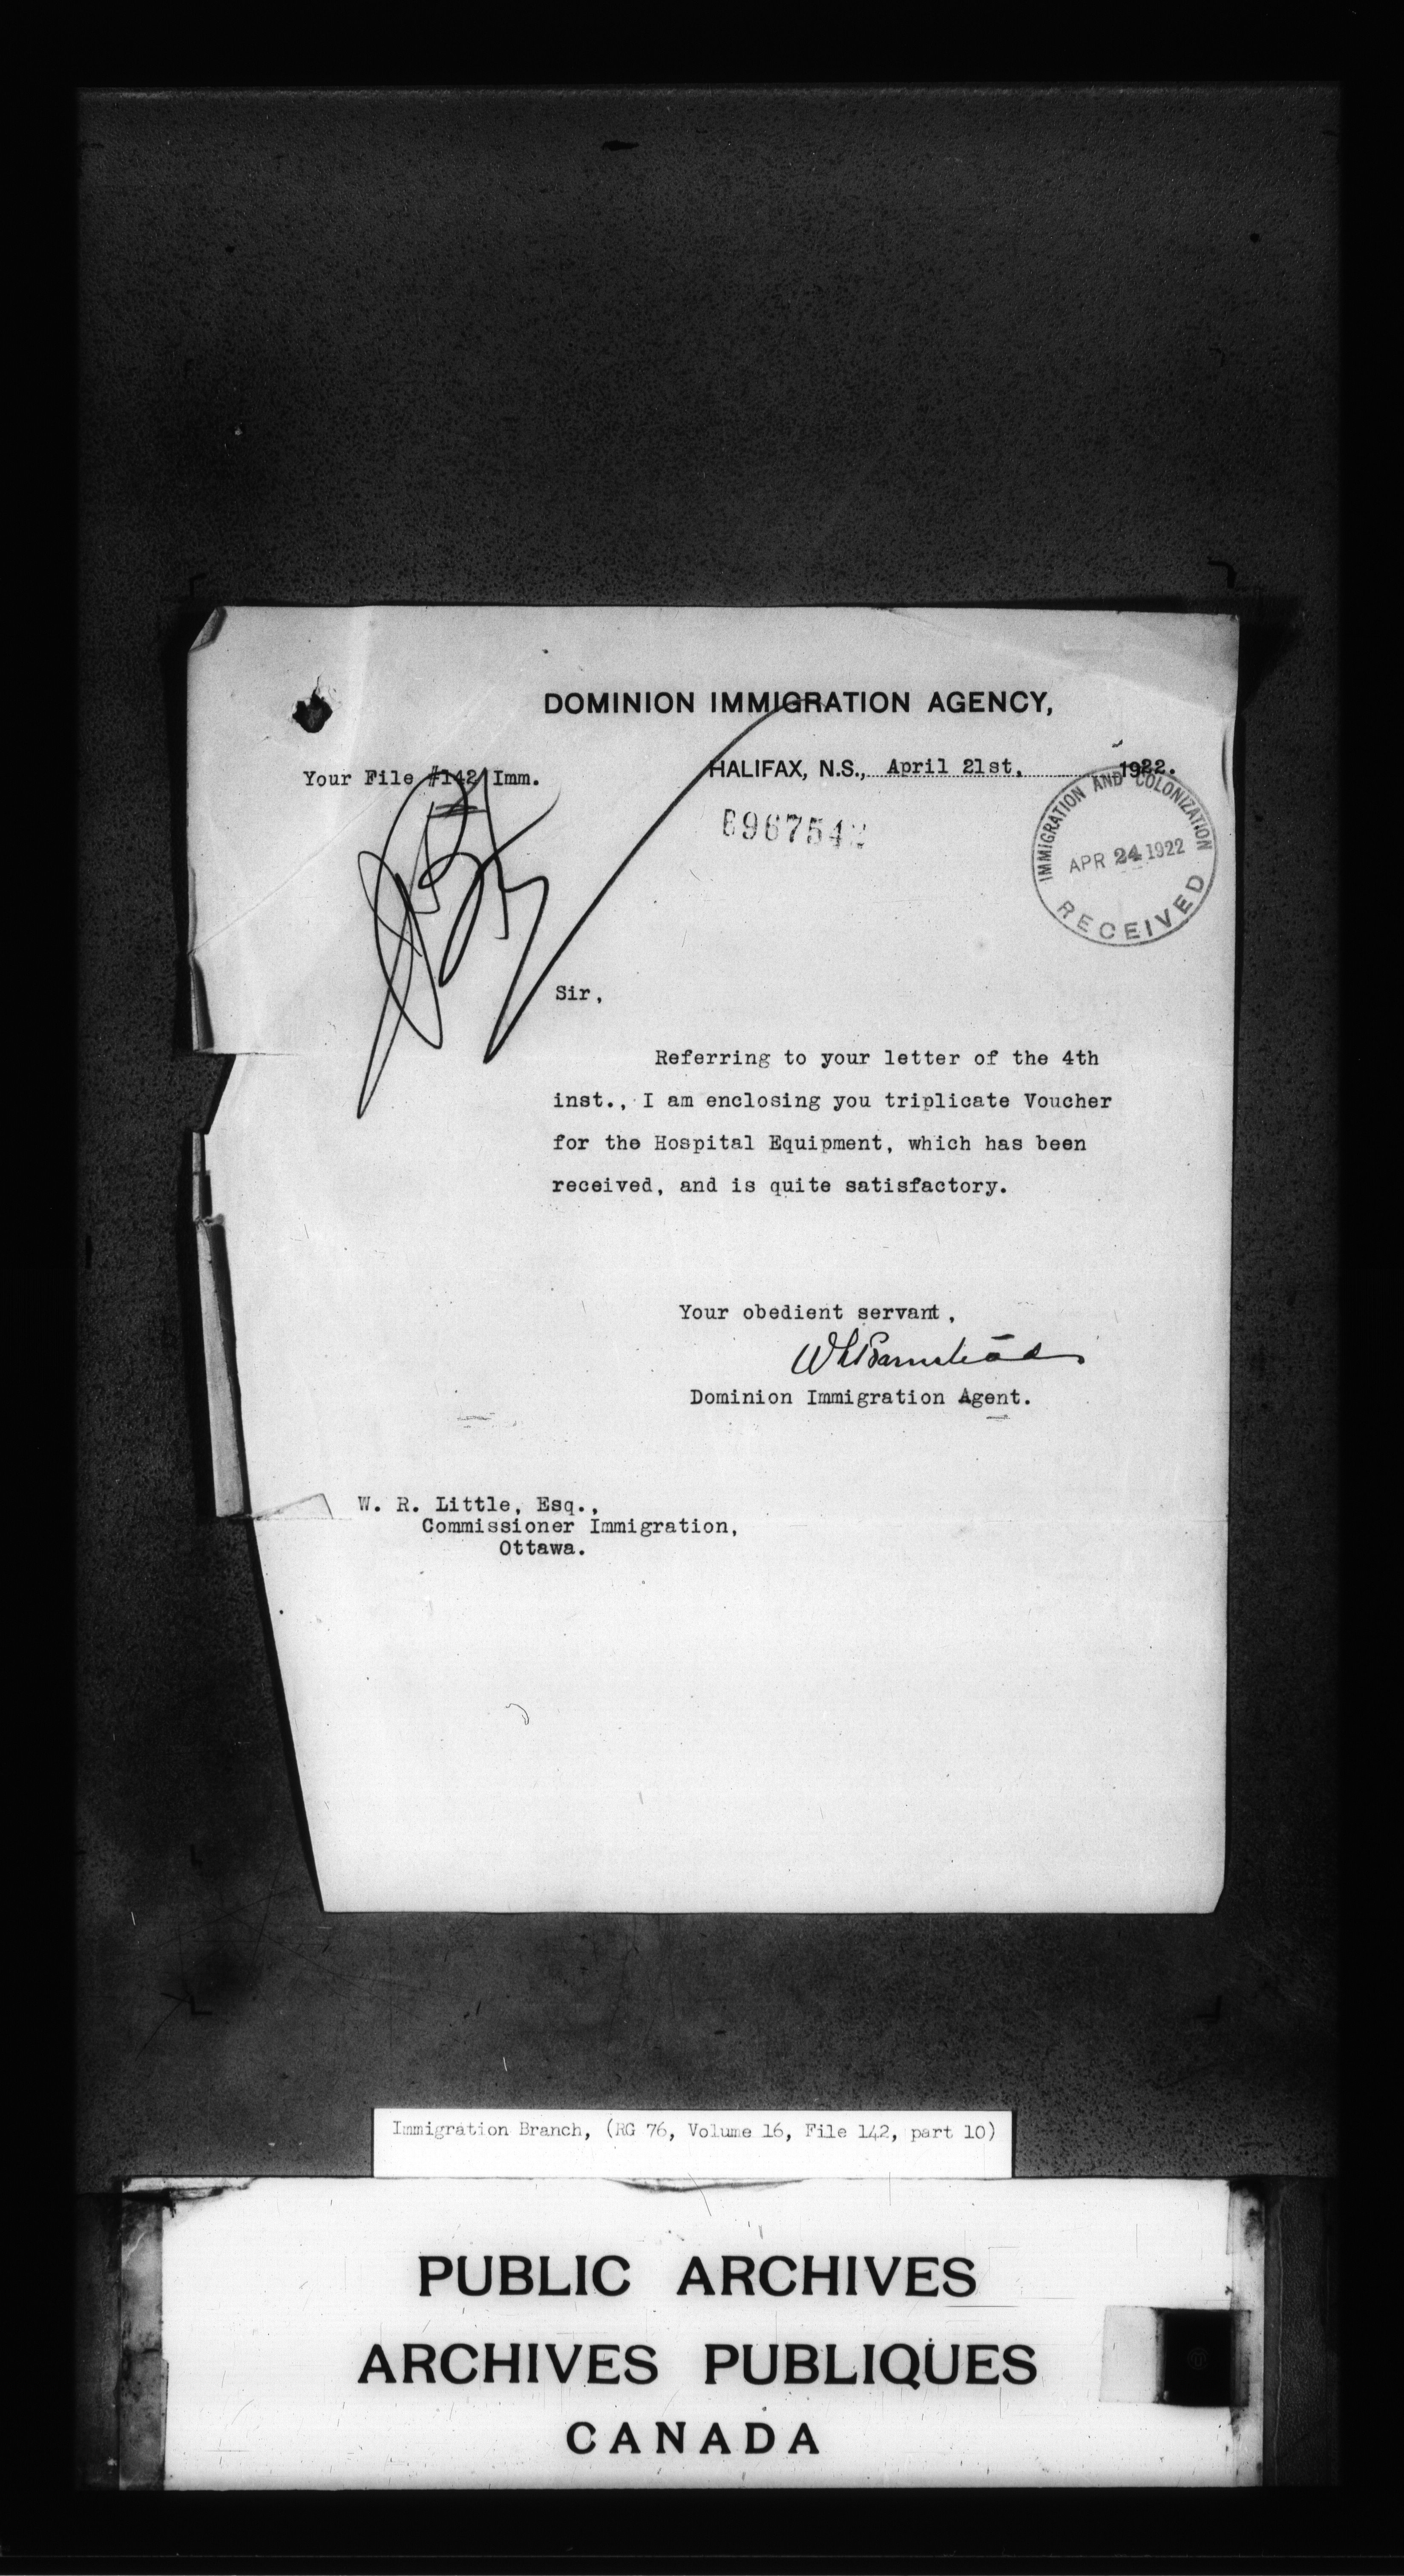 DOMINION IMMIGRATION AGENCY,
Your File #142 Imm.
HALIFAX, N.S., April 21st, 1922.
IMMIGRATION AND COLONIZATION
APR 24 1922
RECEIVED
Sir,
Referring to your letter of the 4th
inst., I am enclosing you triplicate Voucher
for the Hospital Equipment, which has been
received, and is quite satisfactory.
Your obedient servant,
Dominion Immigration Agent.
W. R. Little, Esq.,
Commissioner Immigration,
Ottawa.
Immigration Branch, (RG 76, Volume 16, File 142, part 10)
PUBLIC ARCHIVES
ARCHIVES PUBLIQUES
CANADA